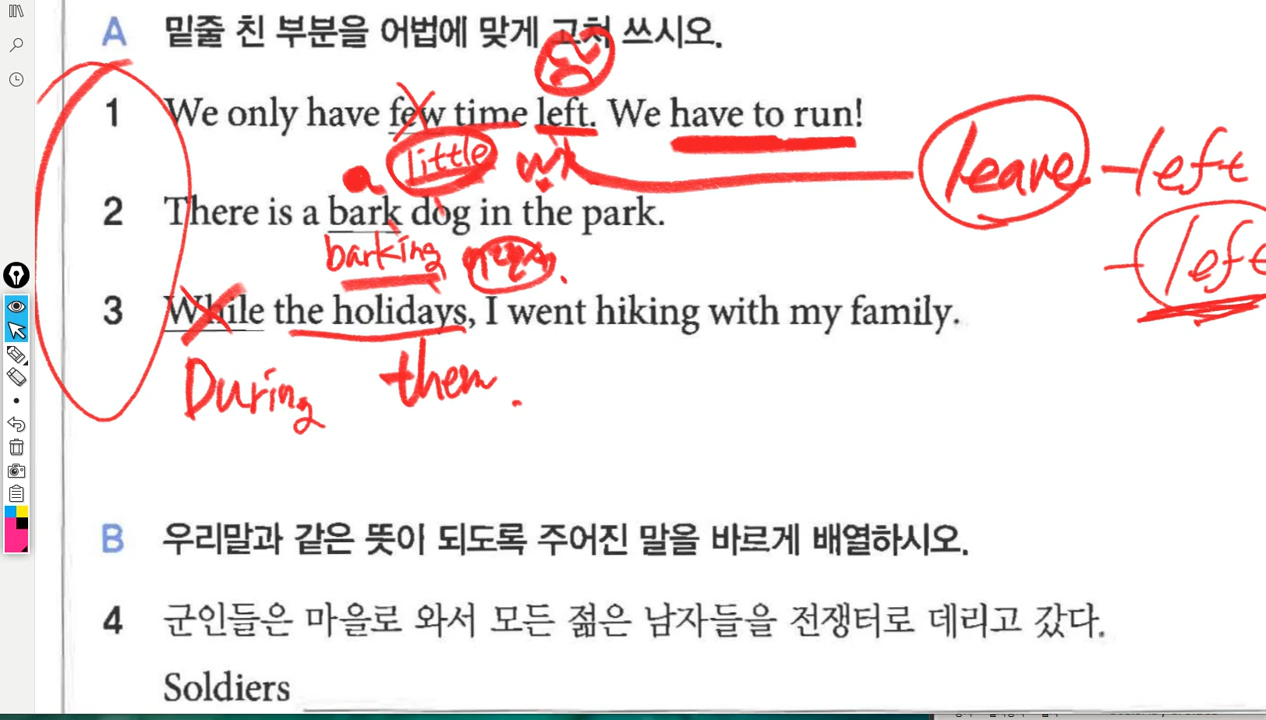 A 밑줄 친 부분을 어법에 맞게 고쳐 쓰시오.
1 We only have few time left. We have to run!
a little leave - left
- left
2 There is a bark dog in the park.
barking
3 While the holidays, I went hiking with my family.
During them.
B 우리말과 같은 뜻이 되도록 주어진 말을 바르게 배열하시오.
4 군인들은 마을로 와서 모든 젊은 남자들을 전쟁터로 데리고 갔다.
Soldiers